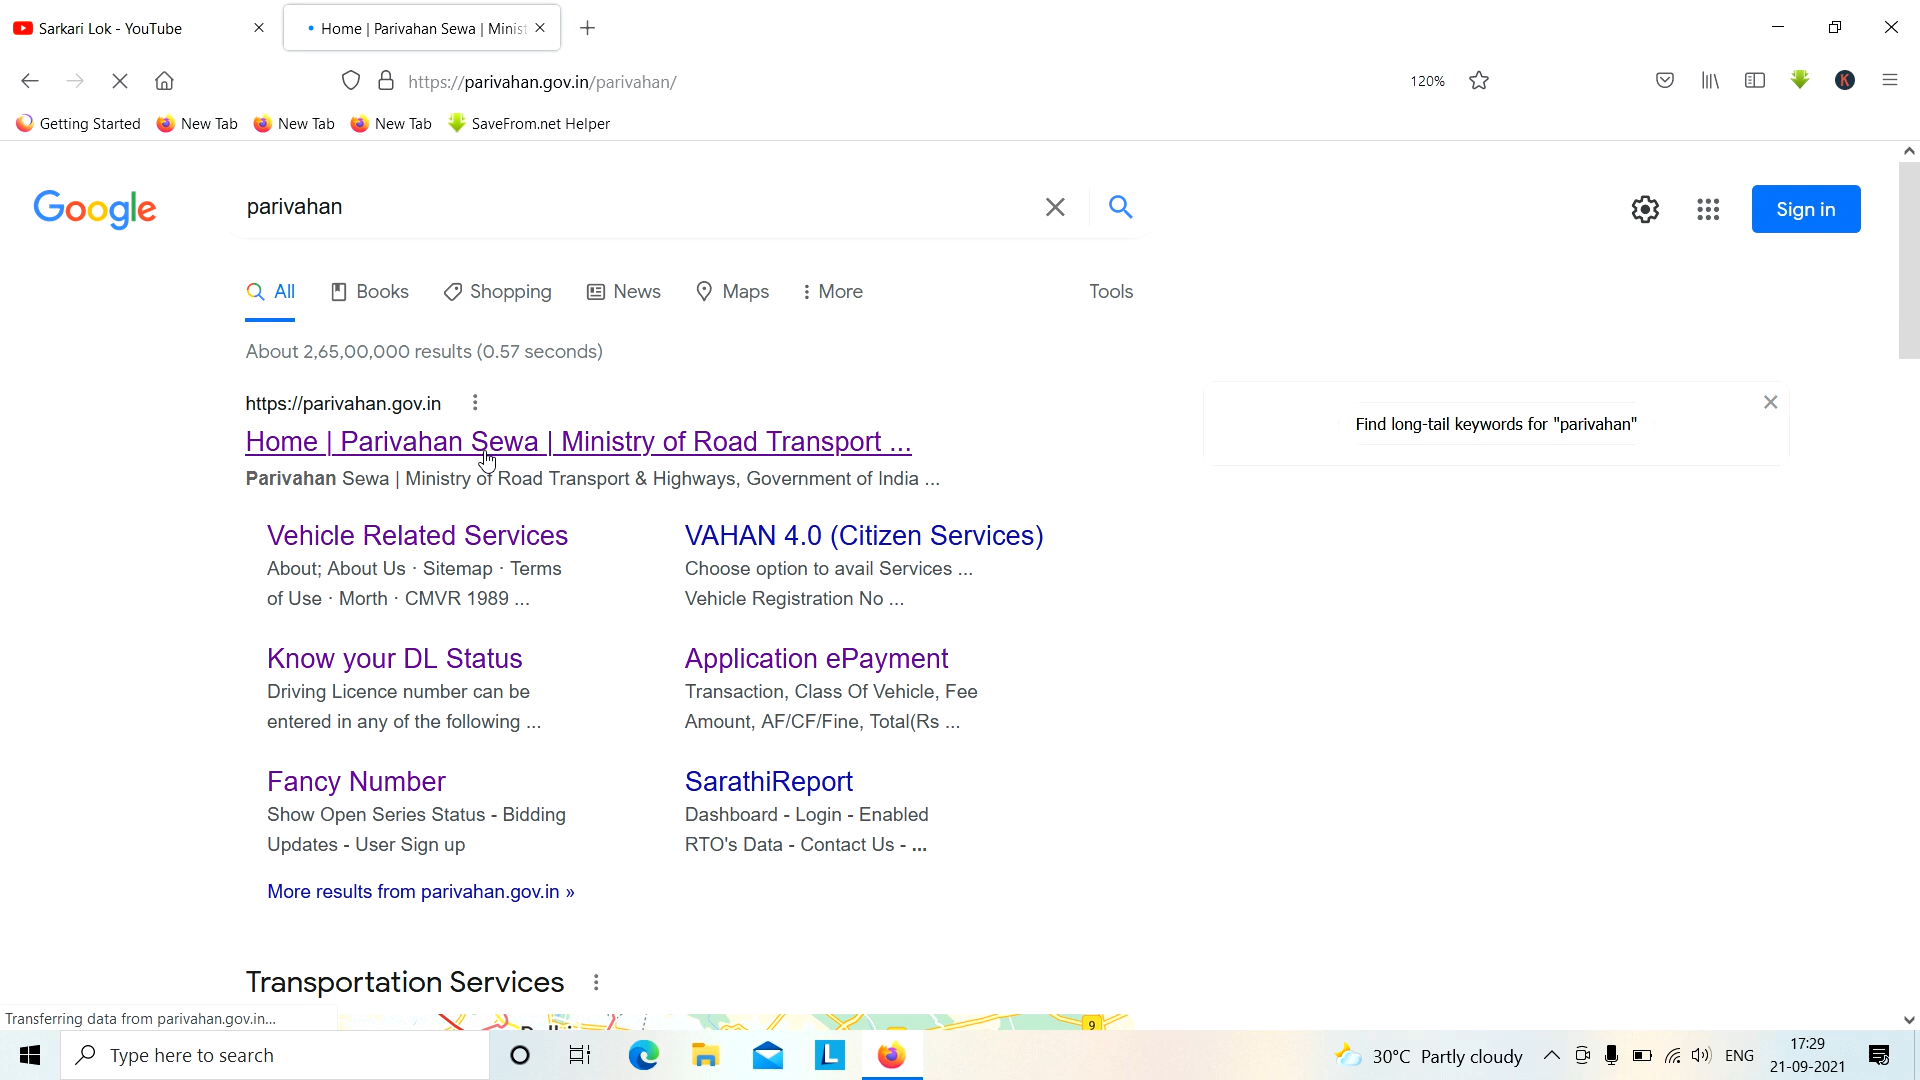 Sarkari Lok - YouTube
Home | Parivahan Sewa | Minist
https://parivahan.gov.in/parivahan/
120%
Getting Started
New Tab
New Tab
New Tab
SaveFrom.net Helper
Google
parivahan
Sign in
All
Books
Shopping
News
Maps
More
Tools
About 2,65,00,000 results (0.57 seconds)
https://parivahan.gov.in
Home | Parivahan Sewa | Ministry of Road Transport ...
Parivahan Sewa | Ministry of Road Transport & Highways, Government of India ...
Find long-tail keywords for "parivahan"
Vehicle Related Services
About; About Us · Sitemap · Terms
of Use · Morth · CMVR 1989 ...
VAHAN 4.0 (Citizen Services)
Choose option to avail Services ...
Vehicle Registration No ...
Know your DL Status
Driving Licence number can be
entered in any of the following ...
Application ePayment
Transaction, Class Of Vehicle, Fee
Amount, AF/CF/Fine, Total(Rs ...
Fancy Number
Show Open Series Status - Bidding
Updates - User Sign up
SarathiReport
Dashboard - Login - Enabled
RTO's Data - Contact Us - ...
More results from parivahan.gov.in »
Transportation Services
9
Transferring data from parivahan.gov.in...
Type here to search
L
K
30°C Partly cloudy
ENG
17:29
21-09-2021